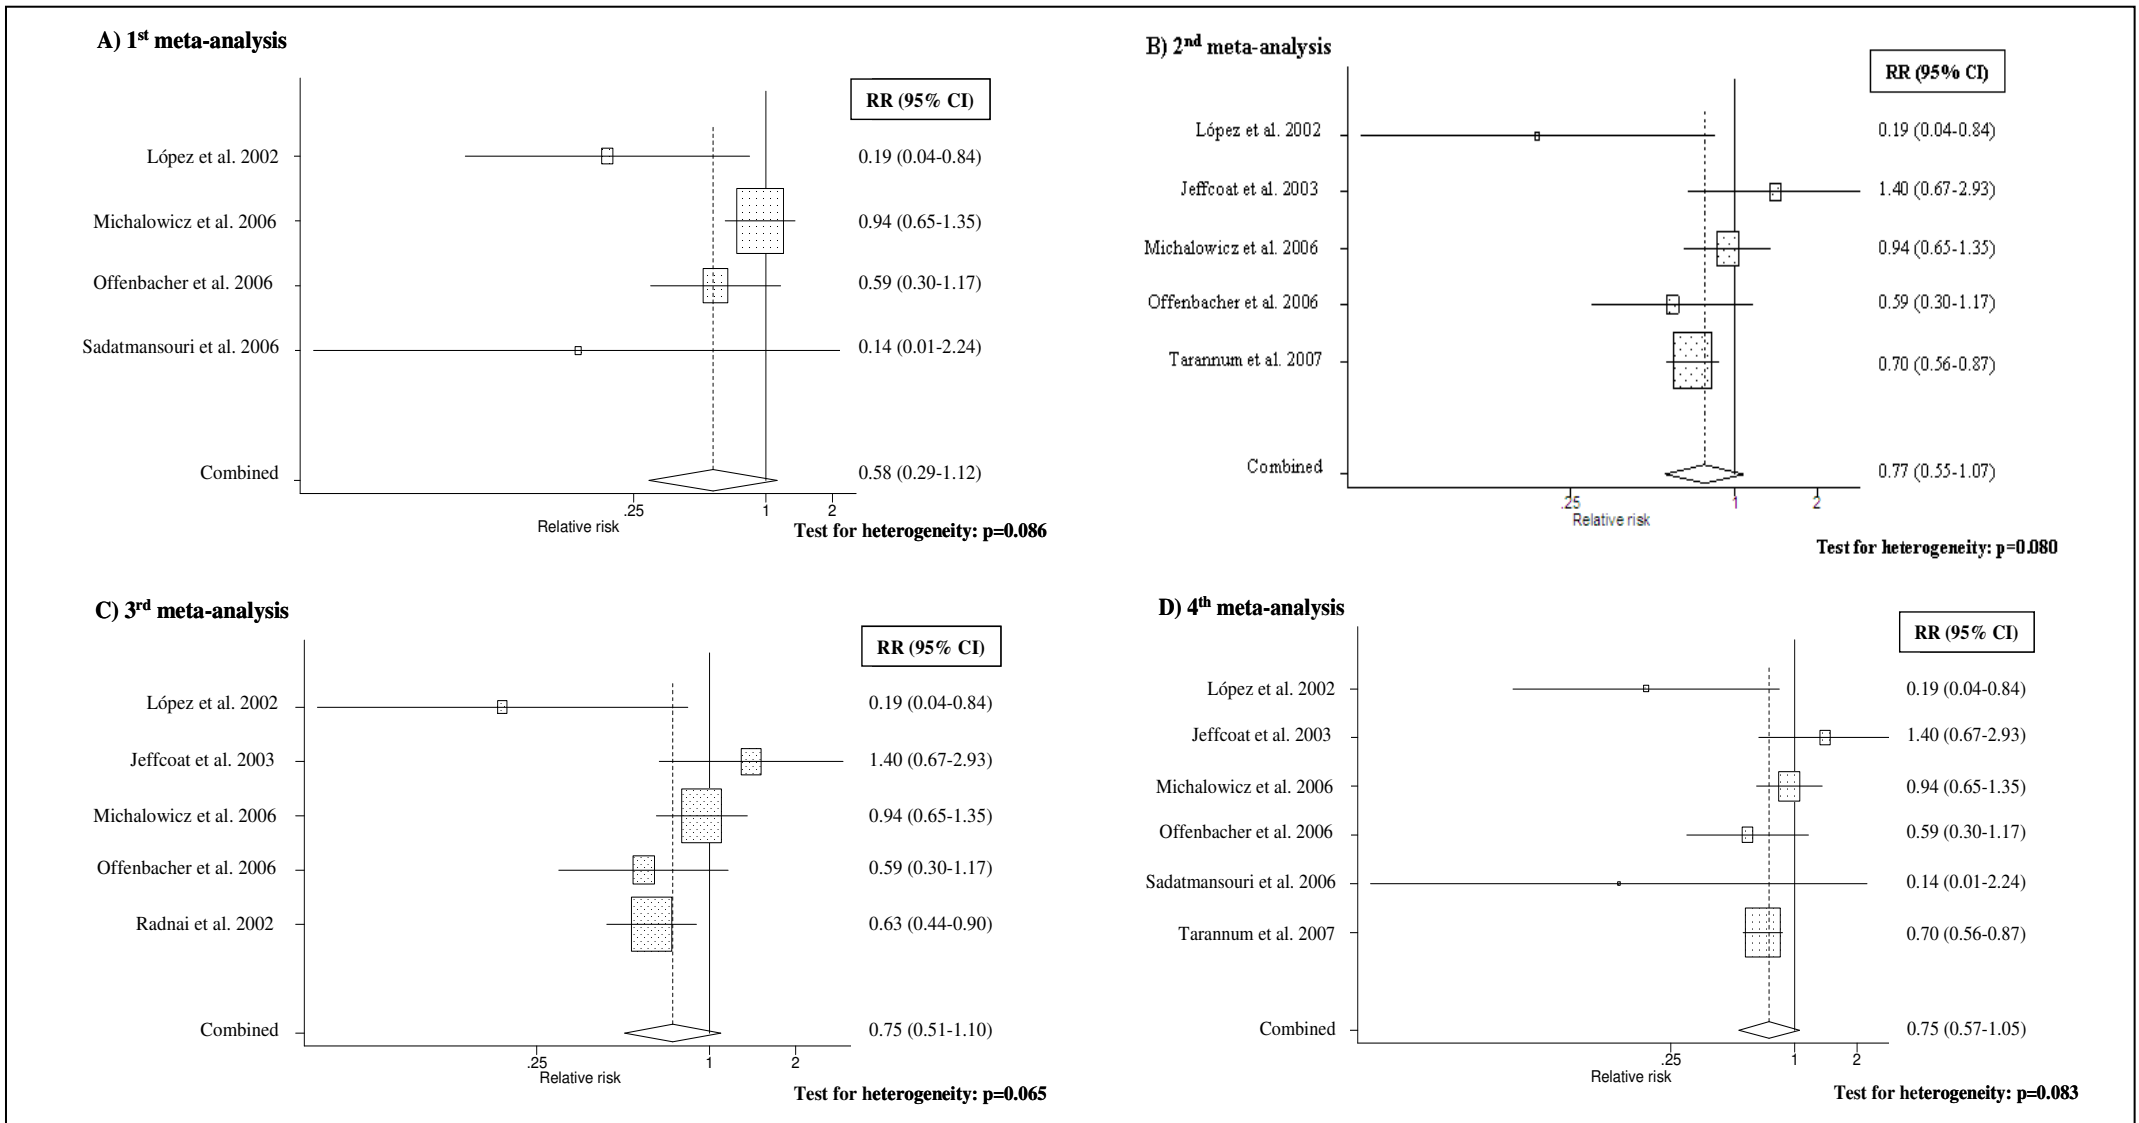 A) 1st meta-analysis
RR (95% CI)
López et al. 2002 0.19 (0.04-0.84)
Michalowicz et al. 2006 0.94 (0.65-1.35)
Offenbacher et al. 2006 0.59 (0.30-1.17)
Sadatmansouri et al. 2006 0.14 (0.01-2.24)
Combined 0.58 (0.29-1.12)
.25 1 2
Relative risk
Test for heterogeneity: p=0.086
B) 2nd meta-analysis
RR (95% CI)
López et al. 2002 0.19 (0.04-0.84)
Jeffcoat et al. 2003 1.40 (0.67-2.93)
Michalowicz et al. 2006 0.94 (0.65-1.35)
Offenbacher et al. 2006 0.59 (0.30-1.17)
Tarannum et al. 2007 0.70 (0.56-0.87)
Combined 0.77 (0.55-1.07)
.25 1 2
Relative risk
Test for heterogeneity: p=0.080
C) 3rd meta-analysis
RR (95% CI)
López et al. 2002 0.19 (0.04-0.84)
Jeffcoat et al. 2003 1.40 (0.67-2.93)
Michalowicz et al. 2006 0.94 (0.65-1.35)
Offenbacher et al. 2006 0.59 (0.30-1.17)
Radnai et al. 2002 0.63 (0.44-0.90)
Combined 0.75 (0.51-1.10)
.25 1 2
Relative risk
Test for heterogeneity: p=0.065
D) 4th meta-analysis
RR (95% CI)
López et al. 2002 0.19 (0.04-0.84)
Jeffcoat et al. 2003 1.40 (0.67-2.93)
Michalowicz et al. 2006 0.94 (0.65-1.35)
Offenbacher et al. 2006 0.59 (0.30-1.17)
Sadatmansouri et al. 2006 0.14 (0.01-2.24)
Tarannum et al. 2007 0.70 (0.56-0.87)
Combined 0.75 (0.57-1.05)
.25 1 2
Relative risk
Test for heterogeneity: p=0.083